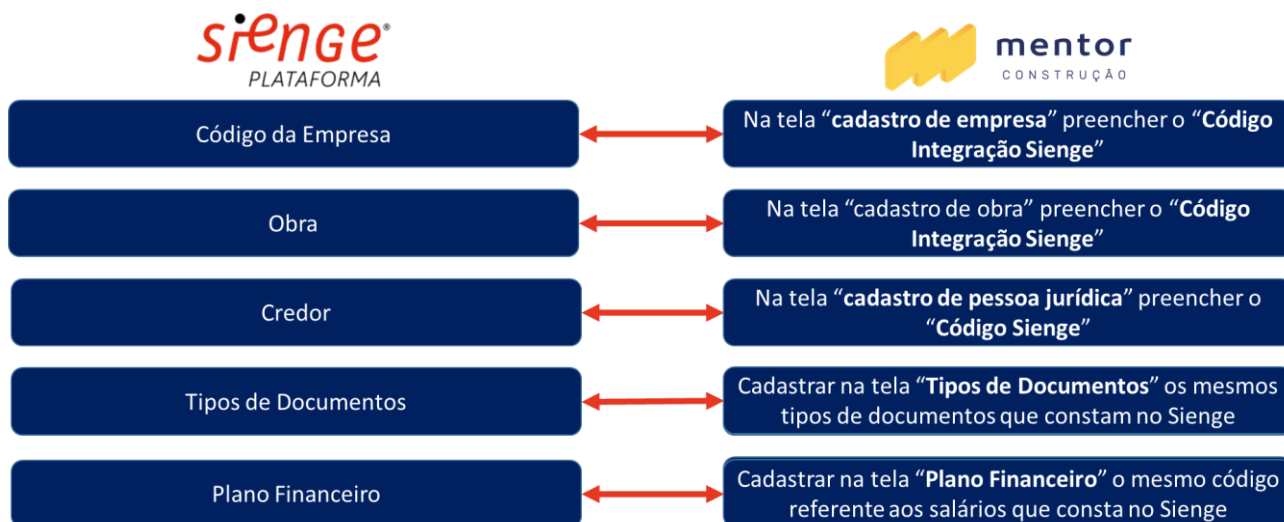 sienge®
PLATAFORMA
mentor
CONSTRUÇÃO
Código da Empresa
Na tela “cadastro de empresa” preencher o “Código
Integração Sienge”
Obra
Na tela “cadastro de obra” preencher o “Código
Integração Sienge”
Credor
Na tela “cadastro de pessoa jurídica” preencher o
“Código Sienge”
Tipos de Documentos
Cadastrar na tela “Tipos de Documentos” os mesmos
tipos de documentos que constam no Sienge
Plano Financeiro
Cadastrar na tela “Plano Financeiro” o mesmo código
referente aos salários que consta no Sienge